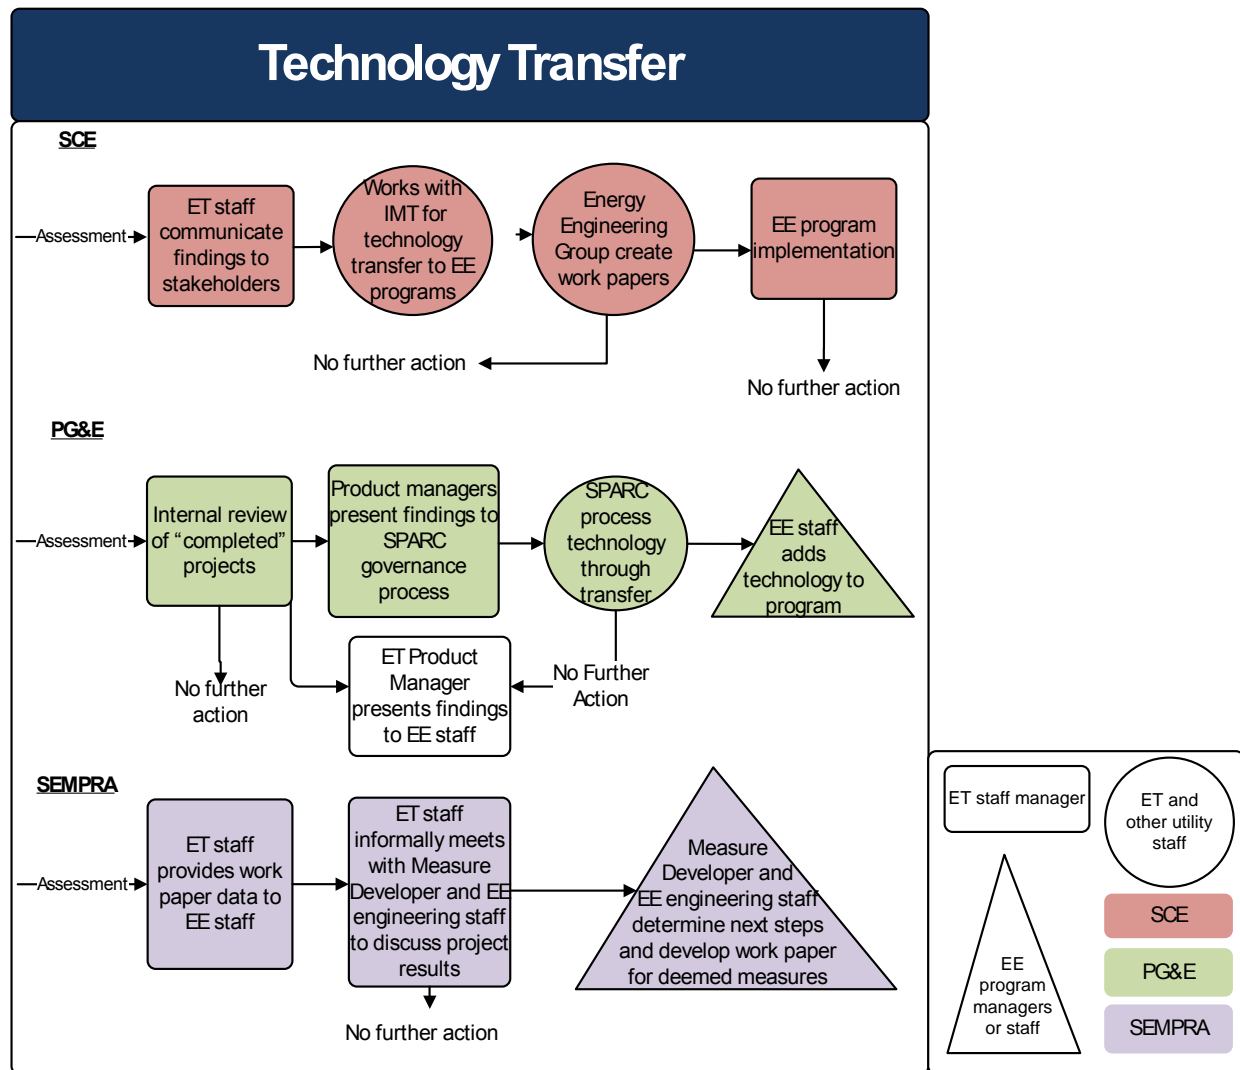 Technology Transfer
SCE
Assessment
ET staff
communicate
findings to
stakeholders
Works with
IMT for
technology
transfer to EE
programs
Energy
Engineering
Group create
work papers
EE program
implementation
No further action
No further action
PG&E
Assessment
Internal review
of “completed”
projects
Product managers
present findings to
SPARC
governance
process
SPARC
process
technology
through
transfer
EE staff
adds
technology to
program
No further
action
ET Product
Manager
presents findings
to EE staff
No Further
Action
SEMPRA
Assessment
ET staff
provides work
paper data to
EE staff
ET staff
informally meets
with Measure
Developer and EE
engineering staff
to discuss project
results
Measure
Developer and
EE engineering staff
determine next steps
and develop work paper
for deemed measures
No further action
ET staff manager
ET and
other utility
staff
EE
program
managers
or staff
SCE
PG&E
SEMPRA